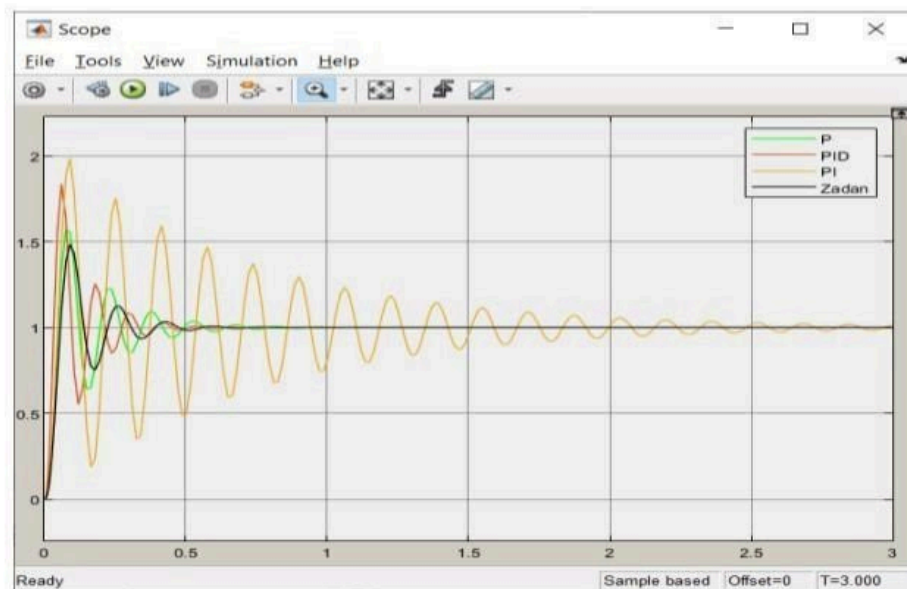 Scope
File Tools View Simulation Help
P
PID
PI
Zadan
2
1.5
1
0.5
0
0 0.5 1 1.5 2 2.5 3
Ready Sample based Offset=0 T=3.000